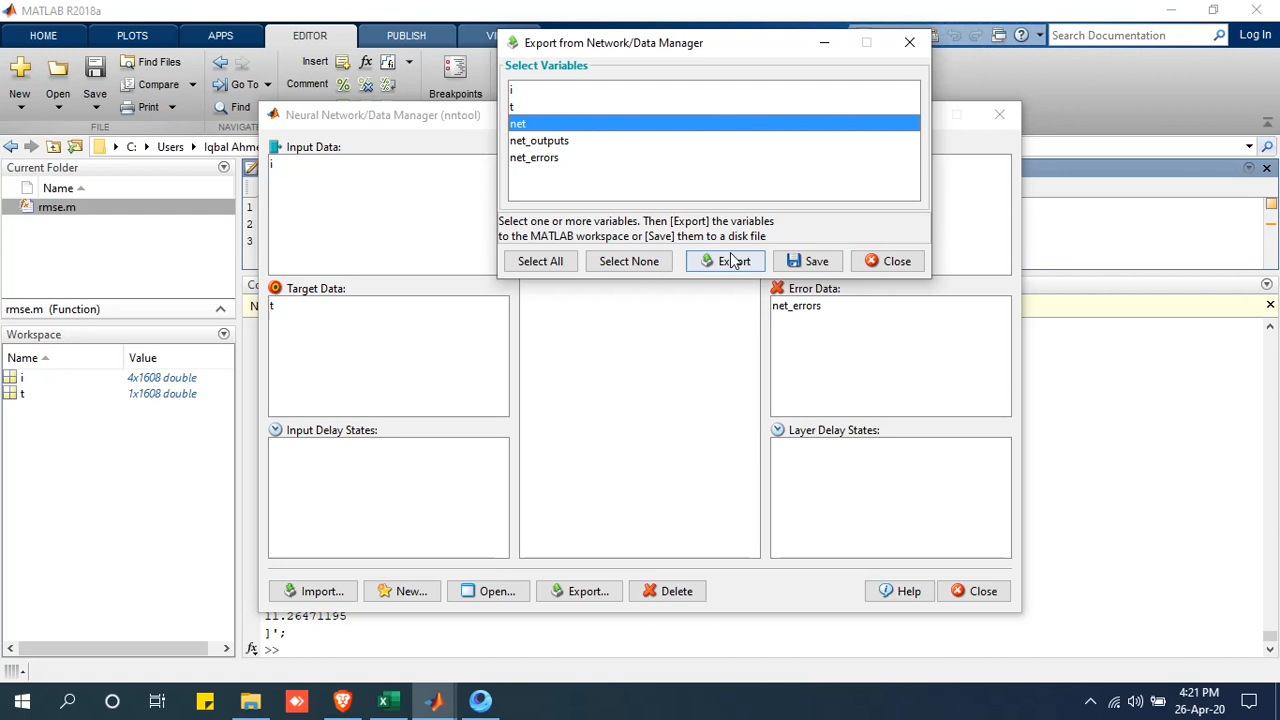 MATLAB R2018a
HOME
PLOTS
APPS
EDITOR
PUBLISH
Search Documentation
Log In
New
Open
Save
Find Files
Compare
Print
Go To
Find
Insert
fx
Comment
Breakpoints
FILE
C:
Users
Export from Network/Data Manager
Select Variables
i
t
net
net_outputs
net_errors
Select one or more variables. Then [Export] the variables
to the MATLAB workspace or [Save] them to a disk file
Select All
Select None
Save
Close
Neural Network/Data Manager (nntool)
Input Data:
i
Target Data:
t
Input Delay States:
Error Data:
net_errors
Layer Delay States:
Import...
New...
Open...
Export...
Delete
Help
Close
Current Folder
Name
rmse.m
rmse.m (Function)
Workspace
Name
Value
i
4x1608 double
t
1x1608 double
1
2
3
11.26471195
]';
fx >>
4:21 PM
26-Apr-20